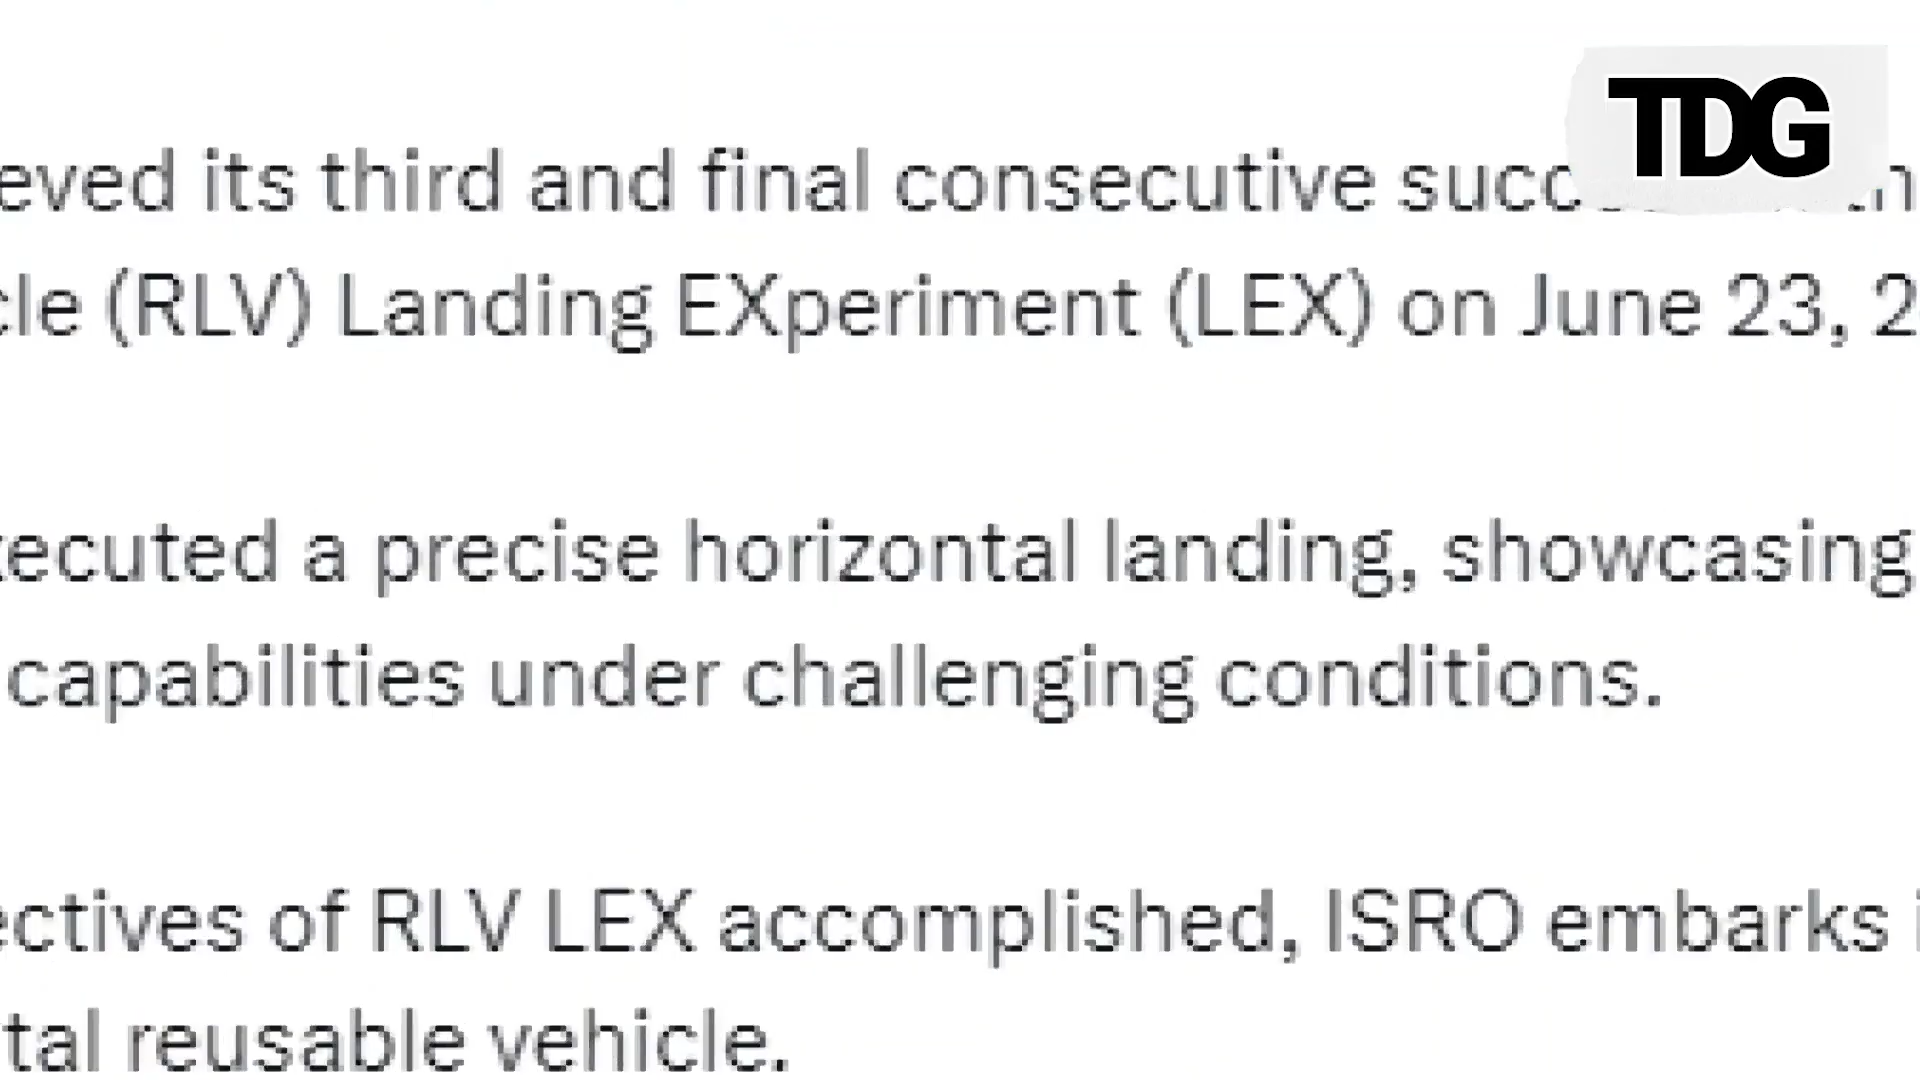 TDG
eved its third and final consecutive succ
cle (RLV) Landing EXperiment (LEX) on June 23, 2
ecuted a precise horizontal landing, showcasing
capabilities under challenging conditions.
ectives of RLV LEX accomplished, ISRO embarks
tal reusable vehicle.